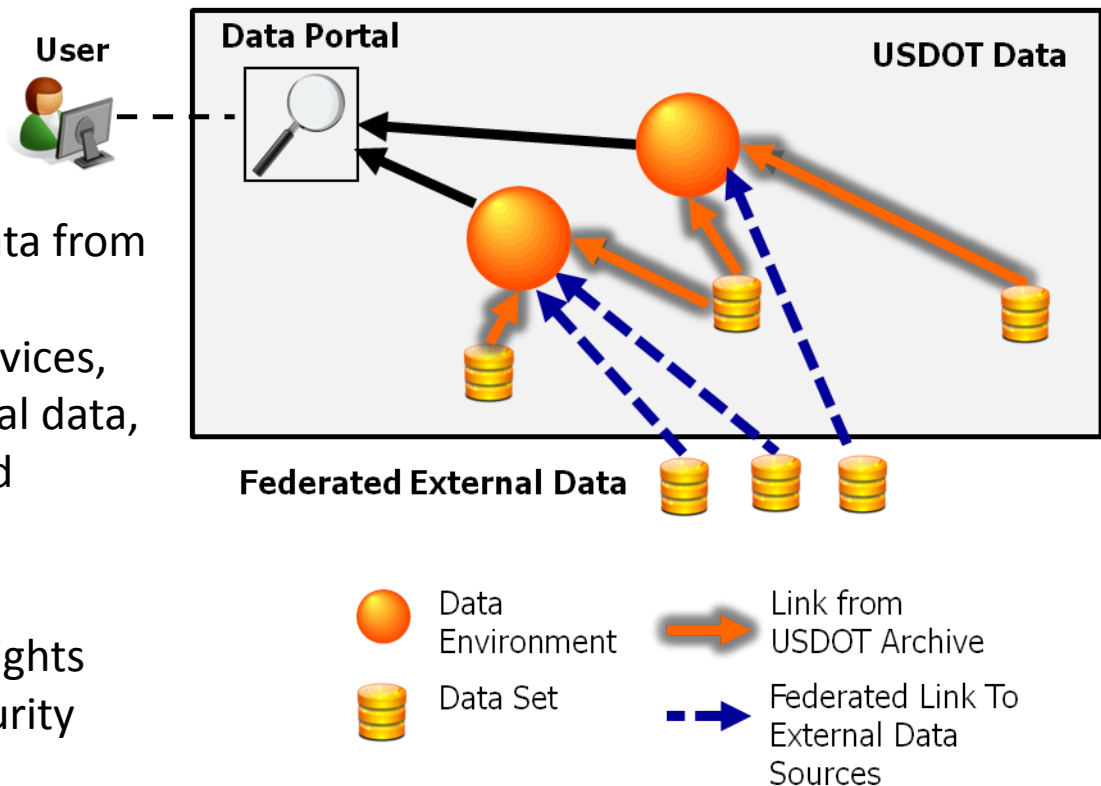 User
Data Portal
USDOT Data
ata from
vices,
al data,
d
ights
urity
Federated External Data
Data
Environment
Data Set
Link from
USDOT Archive
Federated Link To
External Data
Sources